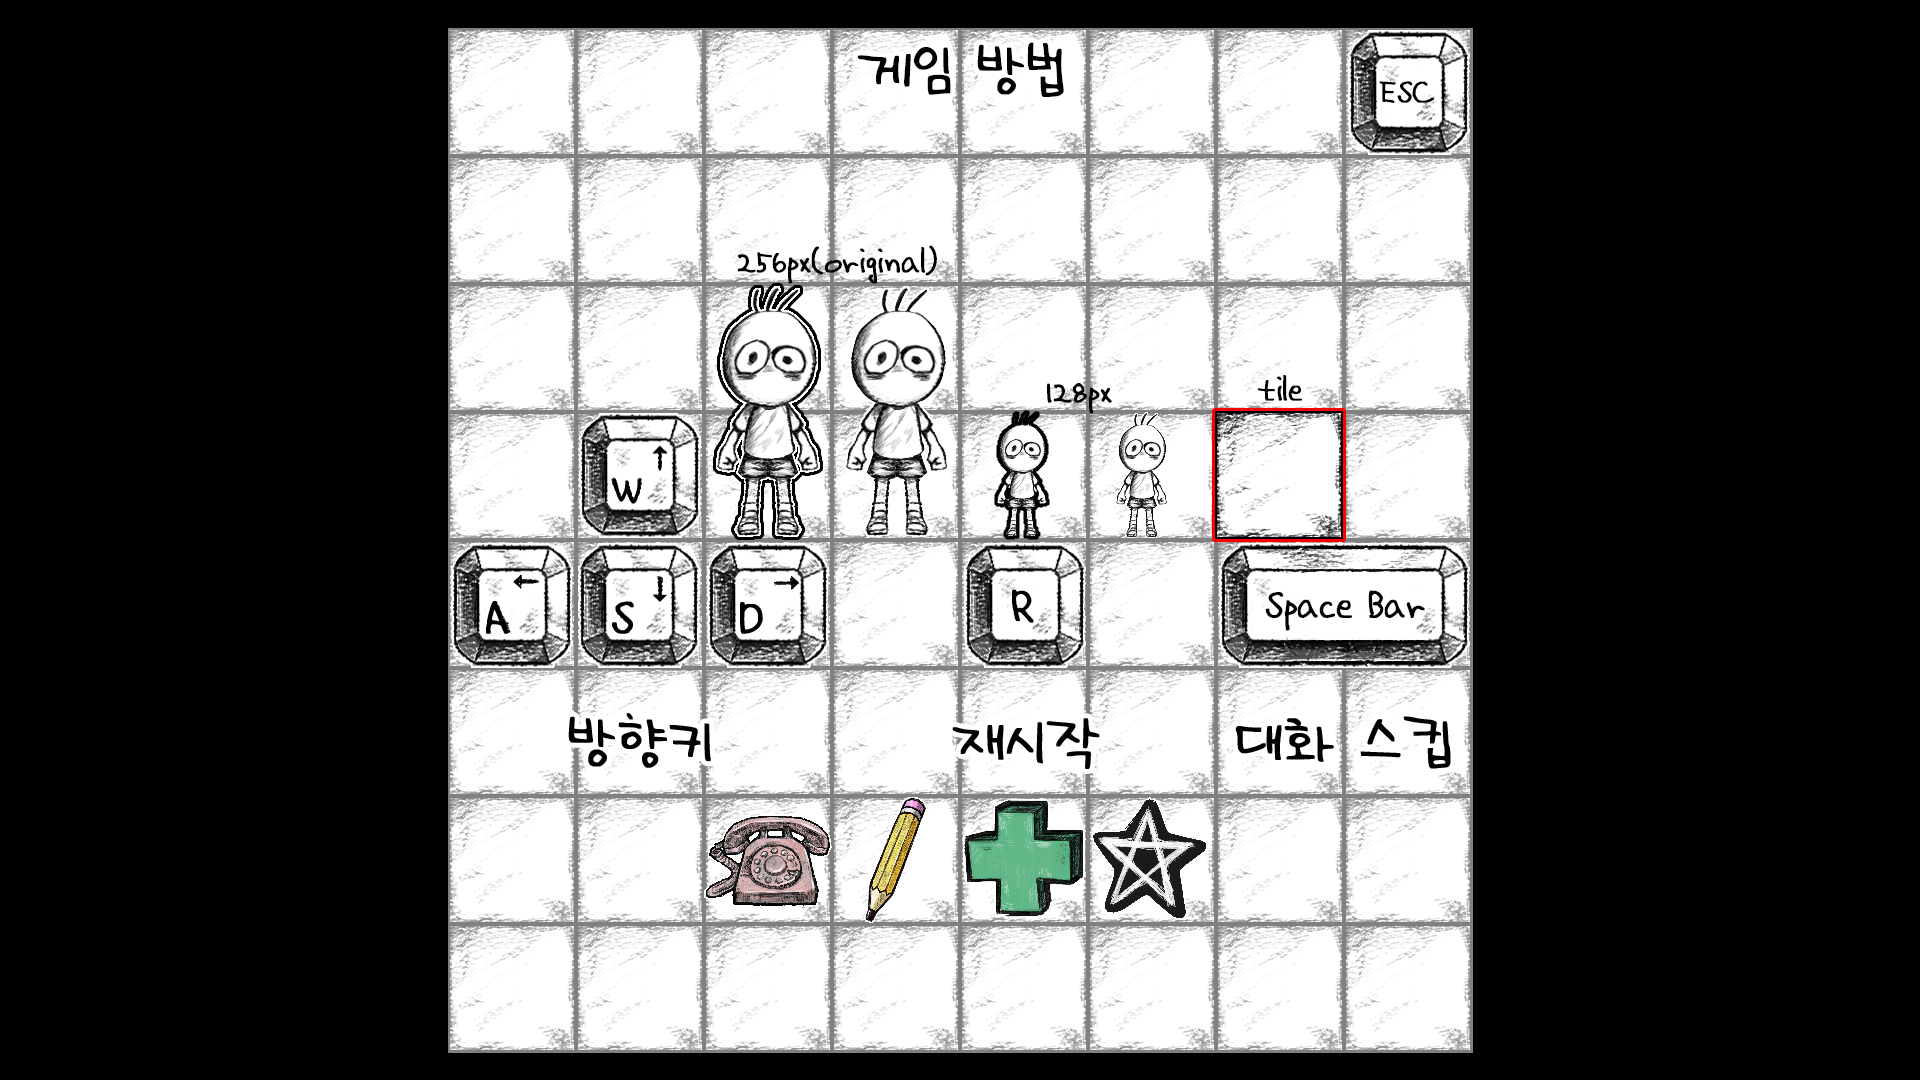 게임 방법
ESC
256px(original)
128px
tile
W ↑
A ←
S ↓
D →
R
Space Bar
방향키
재시작
대화 스킵